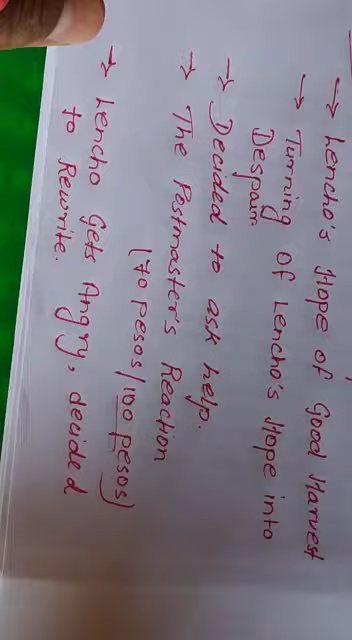 → Lencho's Hope of Good Harvest
→ Turning of Lencho's Hope into
Despair.
→ Decided to ask help.
→ The Postmaster's Reaction
(70 pesos/100 pesos)
→ Lencho gets Angry, decided
to Rewrite.